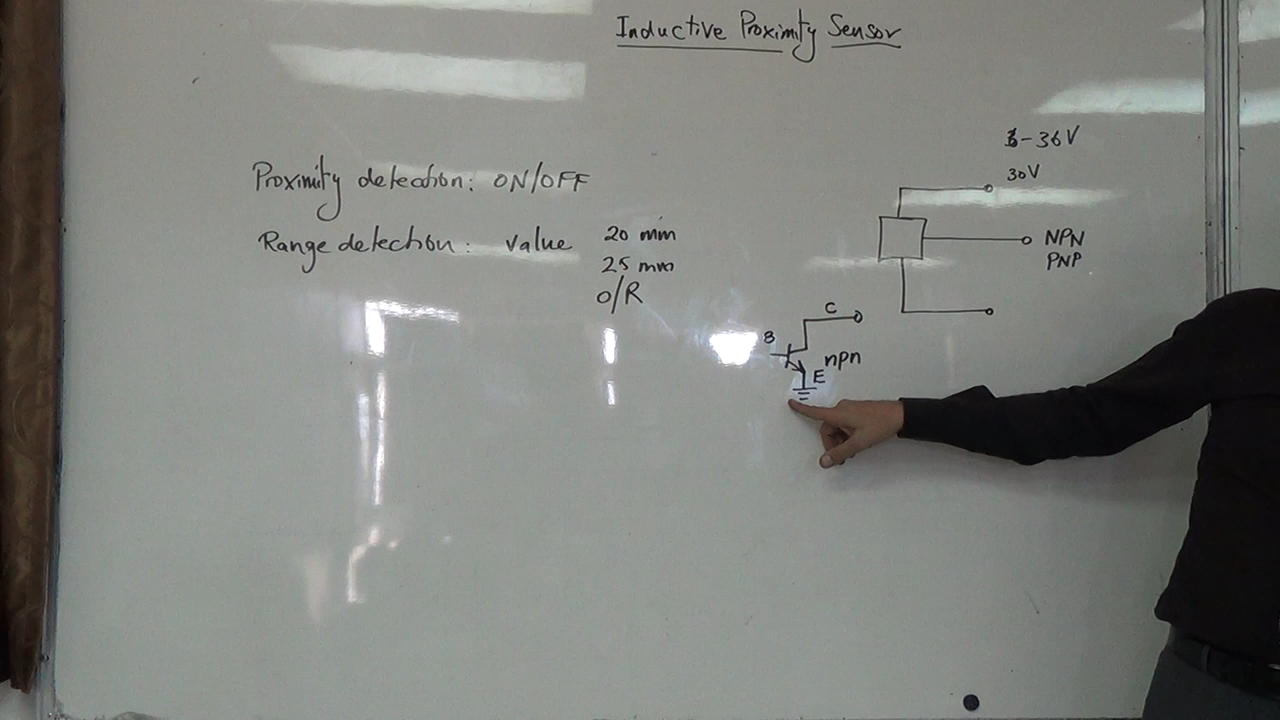 Inductive Proximity Sensor
Proximity detection: ON/OFF
Range detection: value 20 mm
25 mm
O/R
6-36V
30V
NPN
PNP
C
B
npn
E